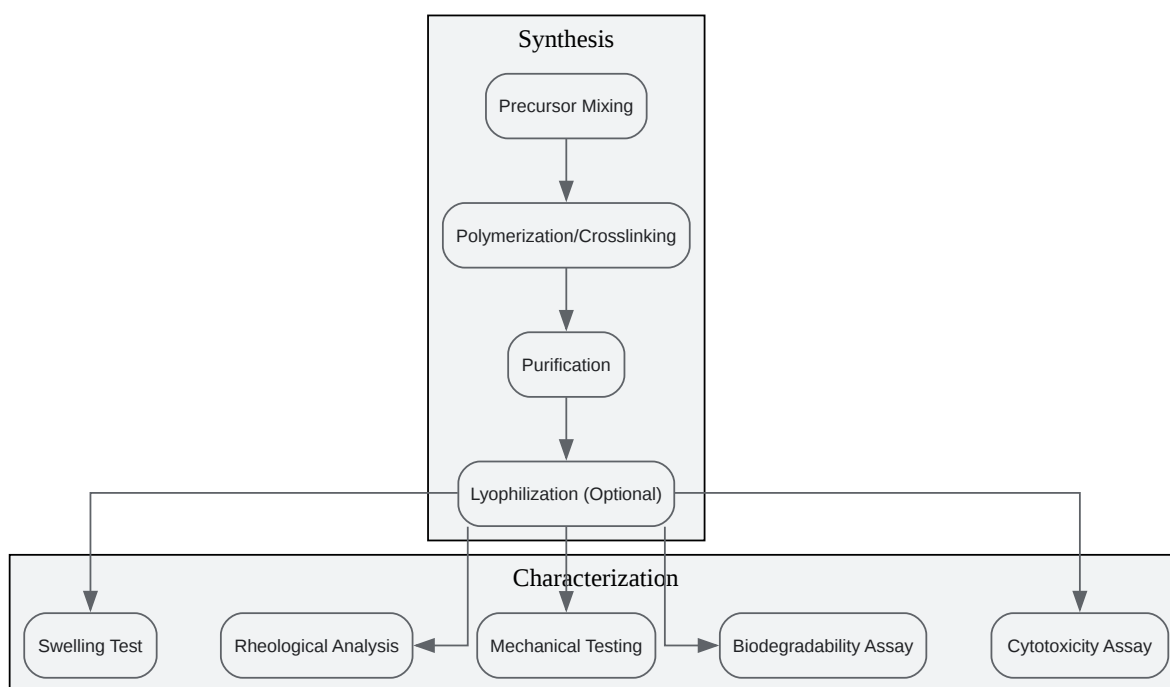 Synthesis
Precursor Mixing
Polymerization/Crosslinking
Purification
Lyophilization (Optional)
Characterization
Swelling Test
Rheological Analysis
Mechanical Testing
Biodegradability Assay
Cytotoxicity Assay